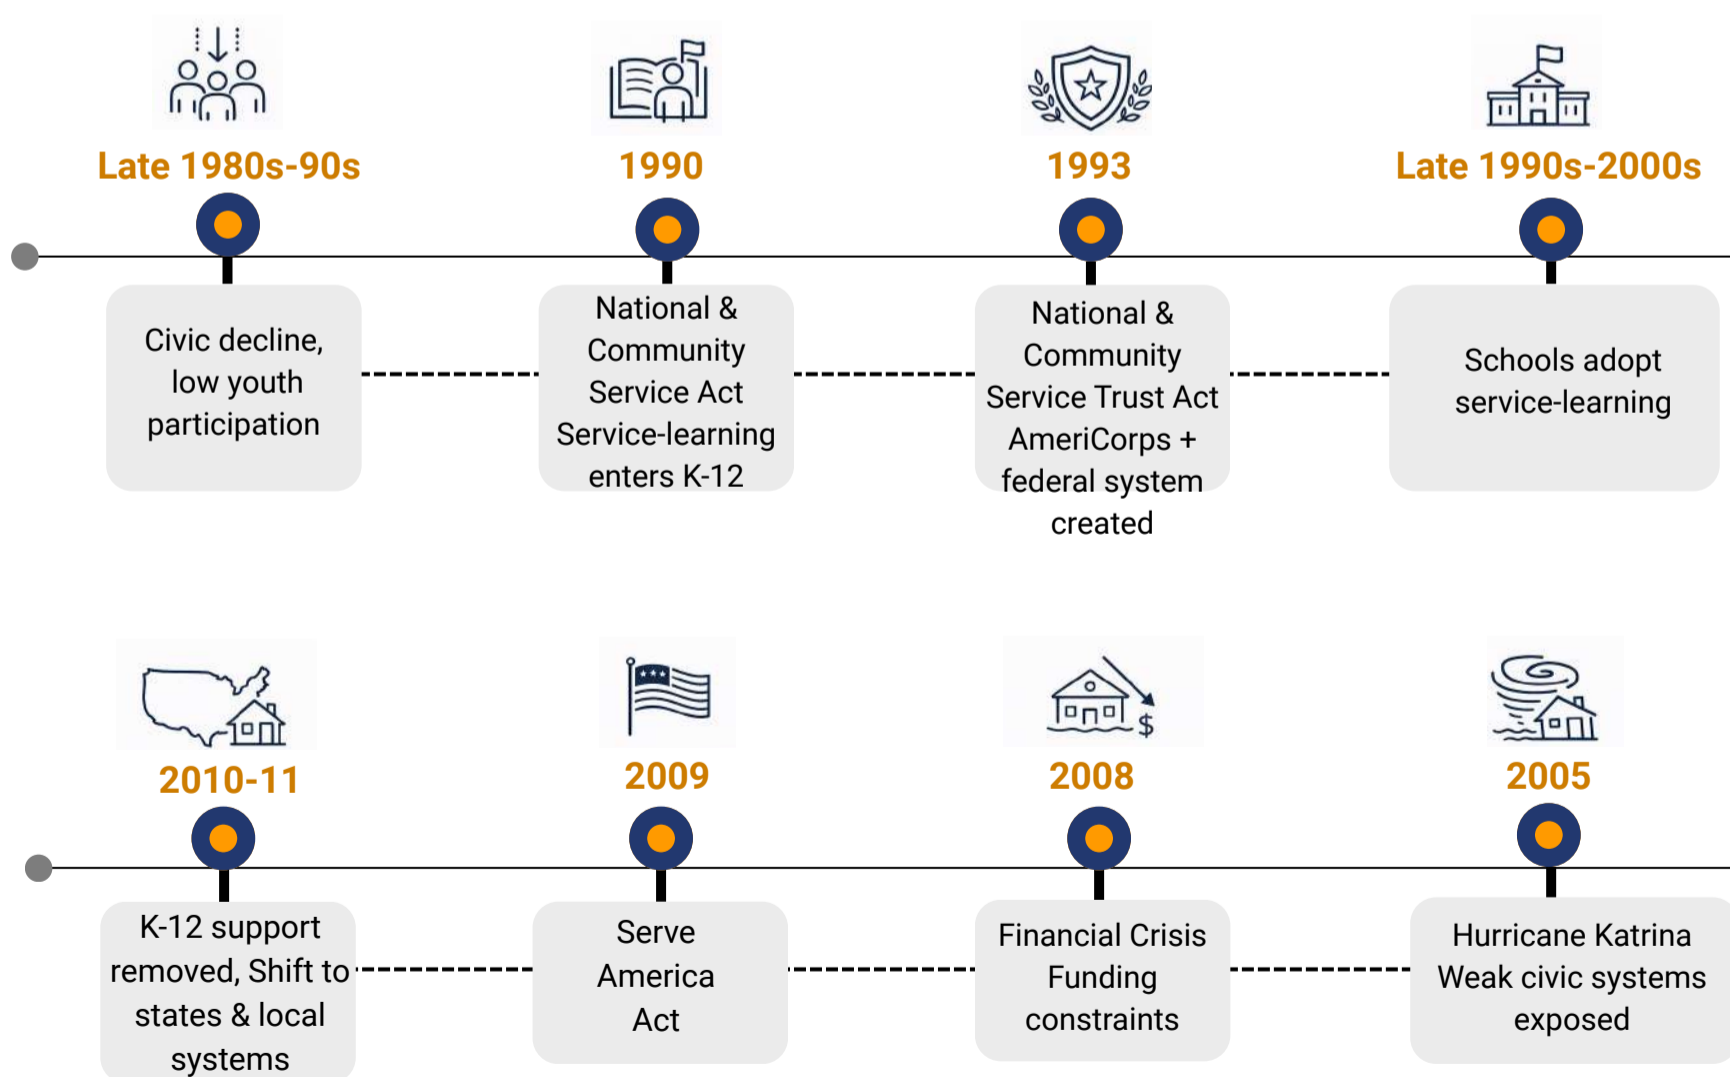 Late 1980s-90s
Civic decline,
low youth
participation
1990
National &
Community
Service Act
Service-learning
enters K-12
1993
National &
Community
Service Trust Act
AmeriCorps +
federal system
created
Late 1990s-2000s
Schools adopt
service-learning
2010-11
K-12 support
removed, Shift to
states & local
systems
2009
Serve
America
Act
2008
$
Financial Crisis
Funding
constraints
2005
Hurricane Katrina
Weak civic systems
exposed